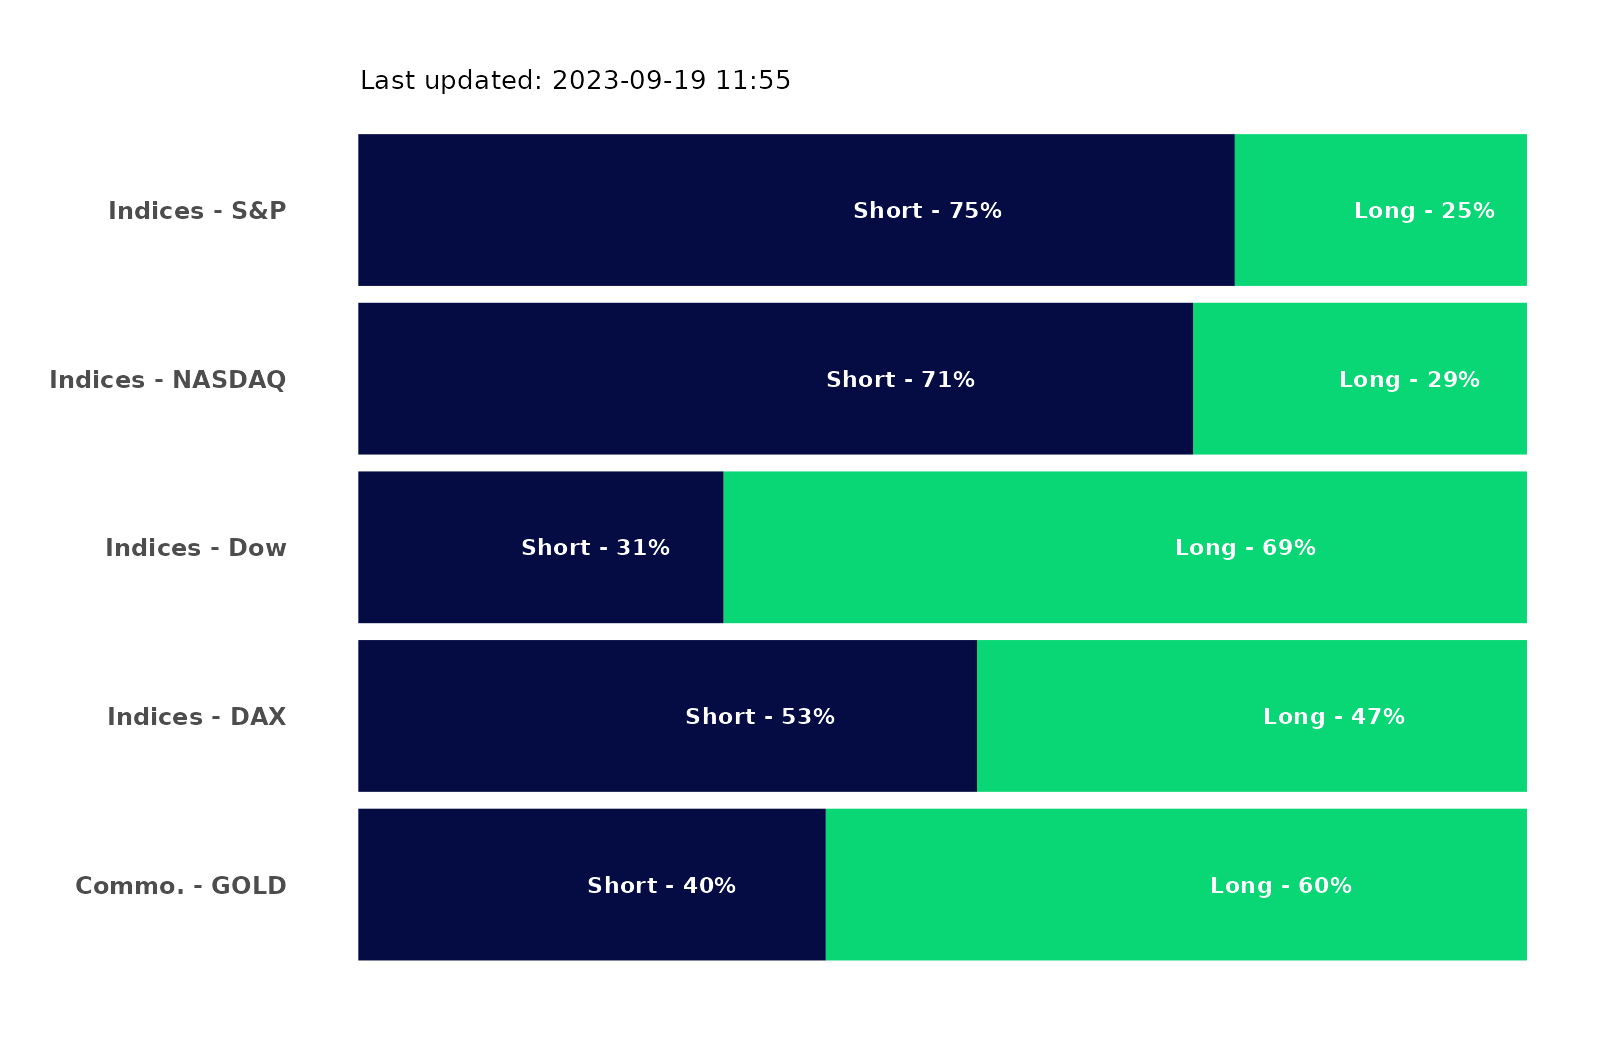 Last updated: 2023-09-19 11:55
Indices - S&P Short - 75% Long - 25%
Indices - NASDAQ Short - 71% Long - 29%
Indices - Dow Short - 31% Long - 69%
Indices - DAX Short - 53% Long - 47%
Commo. - GOLD Short - 40% Long - 60%